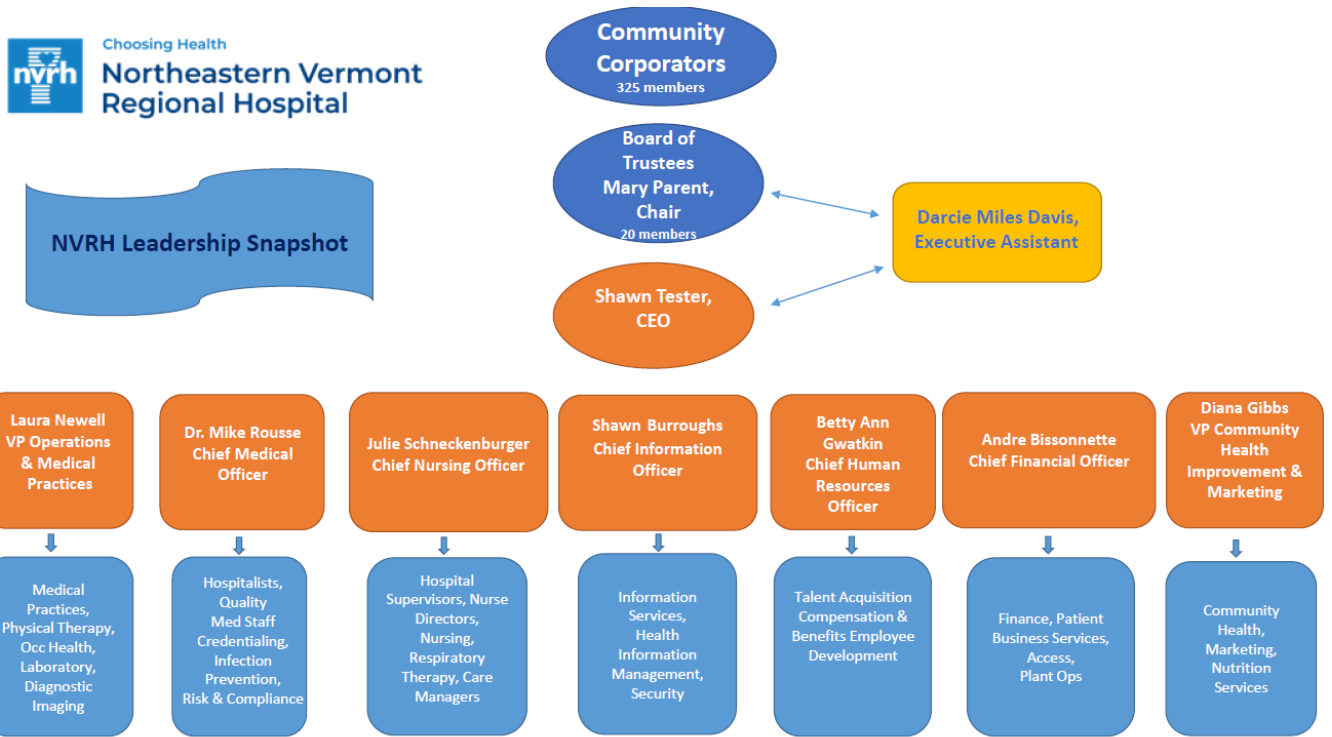 Choosing Health
nvrh
Northeastern Vermont
Regional Hospital
NVRH Leadership Snapshot
Community
Corporators
325 members
Board of
Trustees
Mary Parent,
Chair
20 members
Darcie Miles Davis,
Executive Assistant
Shawn Tester,
CEO
Laura Newell
VP Operations
& Medical
Practices
Dr. Mike Rousse
Chief Medical
Officer
Julie Schneckenburger
Chief Nursing Officer
Shawn Burroughs
Chief Information
Officer
Betty Ann
Gwatkin
Chief Human
Resources
Officer
Andre Bissonnette
Chief Financial Officer
Diana Gibbs
VP Community
Health
Improvement &
Marketing
Medical
Practices,
Physical Therapy,
Occ Health,
Laboratory,
Diagnostic
Imaging
Hospitalists,
Quality
Med Staff
Credentialing,
Infection
Prevention,
Risk & Compliance
Hospital
Supervisors, Nurse
Directors,
Nursing,
Respiratory
Therapy, Care
Managers
Information
Services,
Health
Information
Management,
Security
Talent Acquisition
Compensation &
Benefits Employee
Development
Finance, Patient
Business Services,
Access,
Plant Ops
Community
Health,
Marketing,
Nutrition
Services